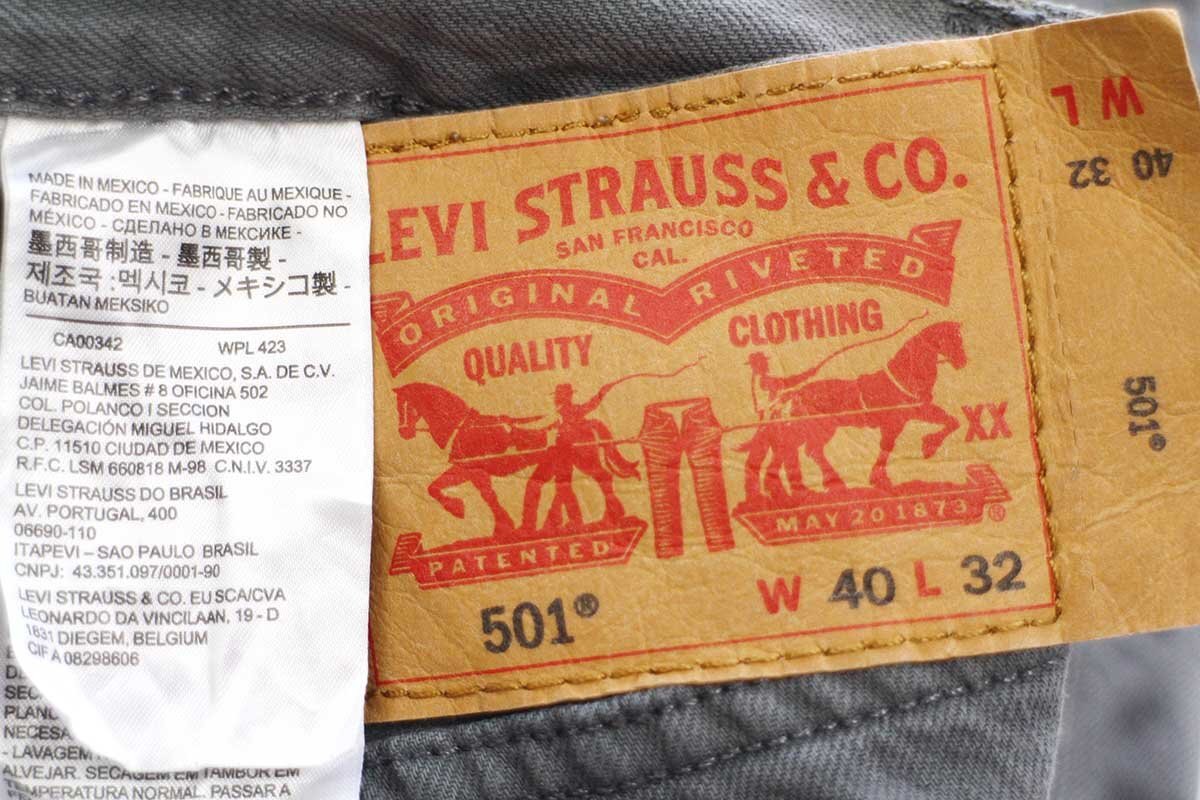 MADE IN MEXICO - FABRIQUE AU MEXIQUE -
FABRICADO EN MEXICO - FABRICADO NO
MÉXICO - СДЕЛАНО В МЕКСИКЕ -
墨西哥制造 - 墨西哥製 -
제조국 : 멕시코 - メキシコ製 -
BUATAN MEKSIKO
CA00342 WPL 423
LEVI STRAUSS DE MEXICO, S.A. DE C.V.
JAIME BALMES # 8 OFICINA 502
COL. POLANCO I SECCION
DELEGACIÓN MIGUEL HIDALGO
C.P. 11510 CIUDAD DE MEXICO
R.F.C. LSM 660818 M-98 C.N.I.V. 3337
LEVI STRAUSS DO BRASIL
AV. PORTUGAL, 400
06690-110
ITAPEVI – SAO PAULO BRASIL
CNPJ: 43.351.097/0001-90
LEVI STRAUSS & CO. EU SCA/CVA
LEONARDO DA VINCILAAN, 19 - D
1831 DIEGEM, BELGIUM
CIF A 08298606
PLANC
NECESA
- LAVAGEM
ALVEJAR. SECAGEM EM TAMBOR EM
TEMPERATURA NORMAL. PASSAR A
LEVI STRAUSS & CO.
SAN FRANCISCO
CAL.
ORIGINAL RIVETED
QUALITY CLOTHING
XX
PATENTED MAY 20 1873 ®
501® W 40 L 32
W L
40 32
501®